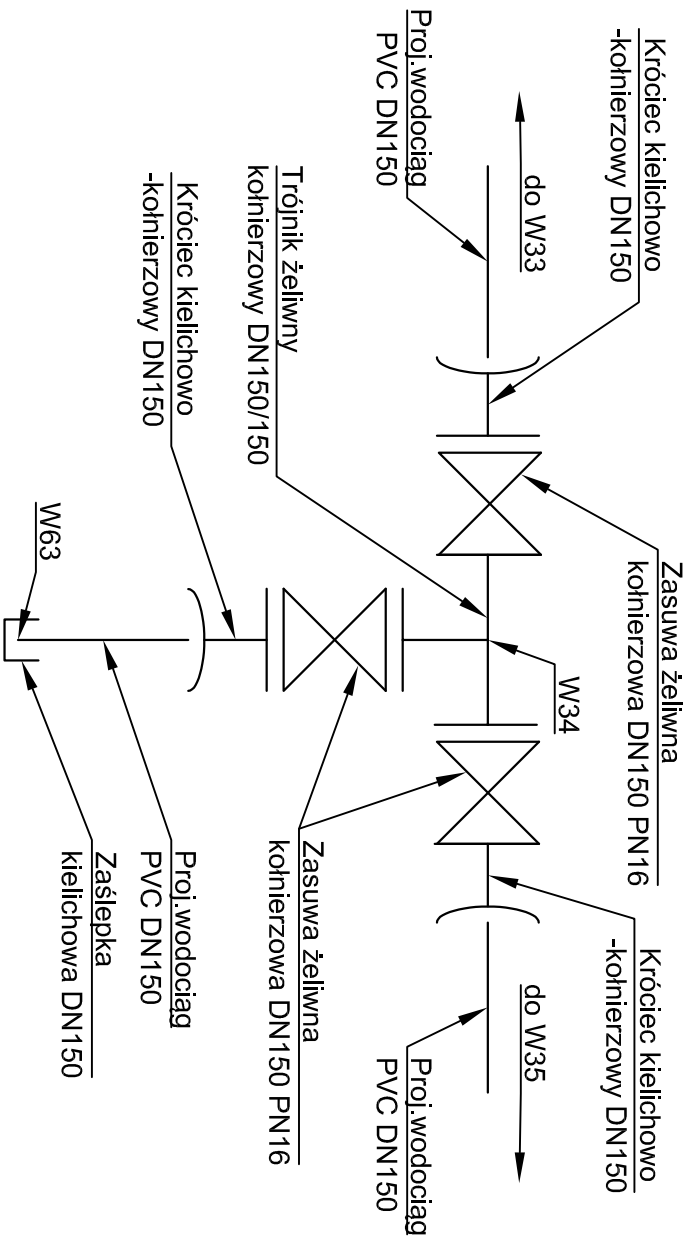 Proj.wodociąg
PVC DN150
do W33
Króciec kielichowo
-kołnierzowy DN150
Trójnik żeliwny
kołnierzowy DN150/150
Króciec kielichowo
-kołnierzowy DN150
W63
Zasuwa żeliwna
kołnierzowa DN150 PN16
W34
Zasuwa żeliwna
kołnierzowa DN150 PN16
Proj.wodociąg
PVC DN150
Zaślepka
kielichowa DN150
Króciec kielichowo
-kołnierzowy DN150
do W35
Proj.wodociąg
PVC DN150